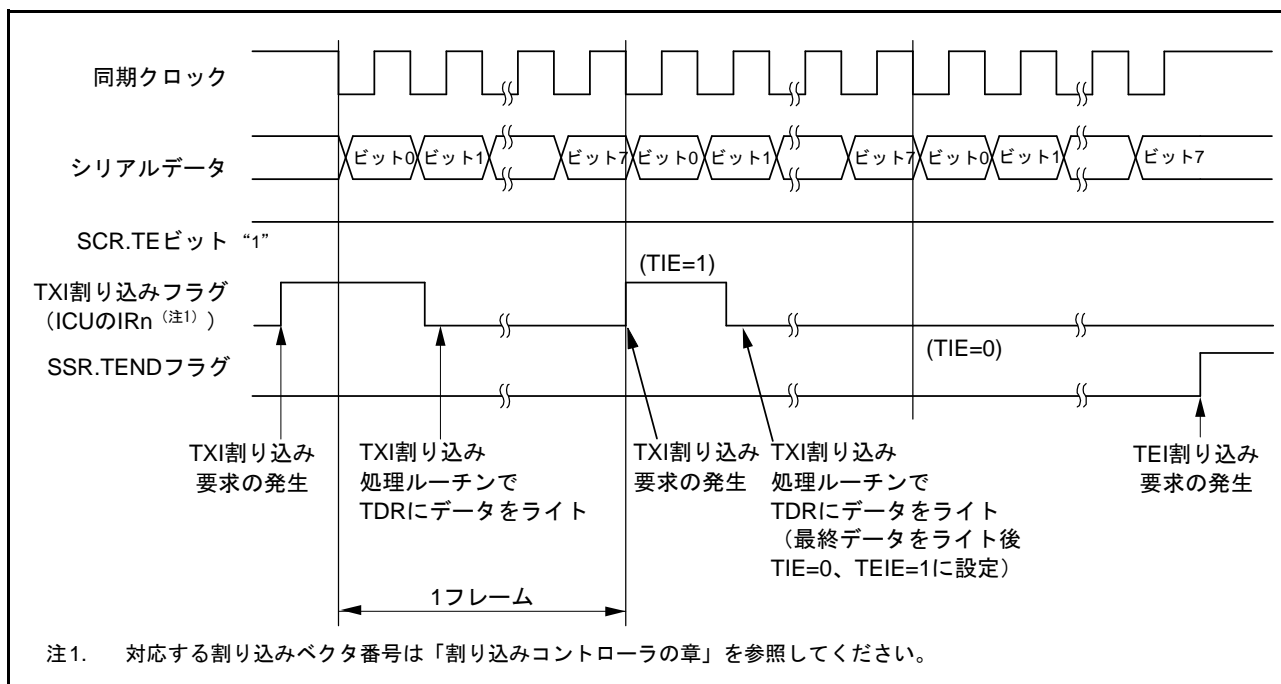 同期クロック
シリアルデータ
ビット0 ビット1 ビット7 ビット0 ビット1 ビット7 ビット0 ビット1 ビット7
SCR.TEビット “1”
(TIE=1)
TXI割り込みフラグ
(ICUのIRn (注1) )
(TIE=0)
SSR.TENDフラグ
TXI割り込み
要求の発生
TXI割り込み
処理ルーチンで
TDRにデータをライト
TXI割り込み
要求の発生
TXI割り込み
処理ルーチンで
TDRにデータをライト
(最終データをライト後
TIE=0、TEIE=1に設定)
TEI割り込み
要求の発生
1フレーム
注1. 対応する割り込みベクタ番号は「割り込みコントローラの章」を参照してください。